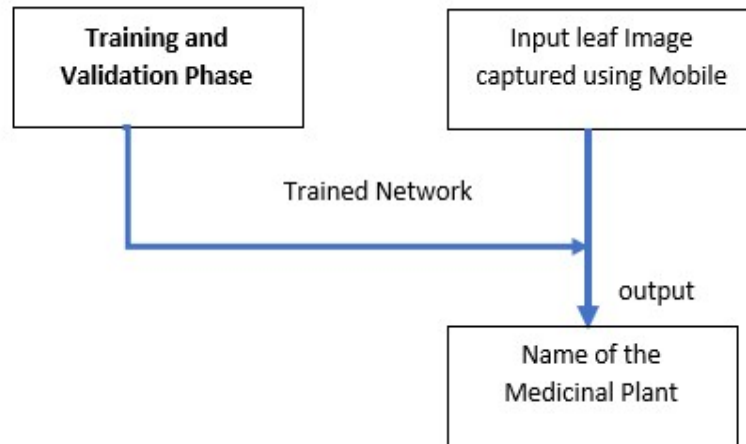 Training and
Validation Phase
Input leaf Image
captured using Mobile
Trained Network
output
Name of the
Medicinal Plant